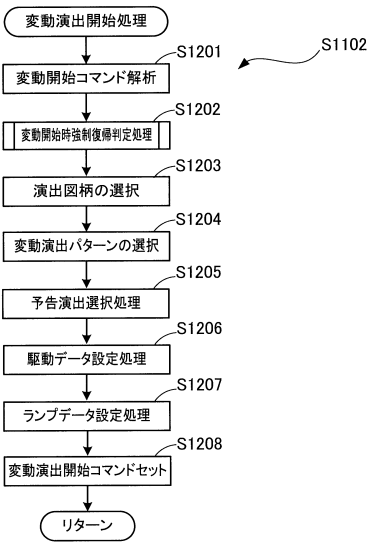 変動演出開始処理
S1102
S1201
変動開始コマンド解析
S1202
変動開始時強制復帰判定処理
S1203
演出図柄の選択
S1204
変動演出パターンの選択
S1205
予告演出選択処理
S1206
駆動データ設定処理
S1207
ランプデータ設定処理
S1208
変動演出開始コマンドセット
リターン